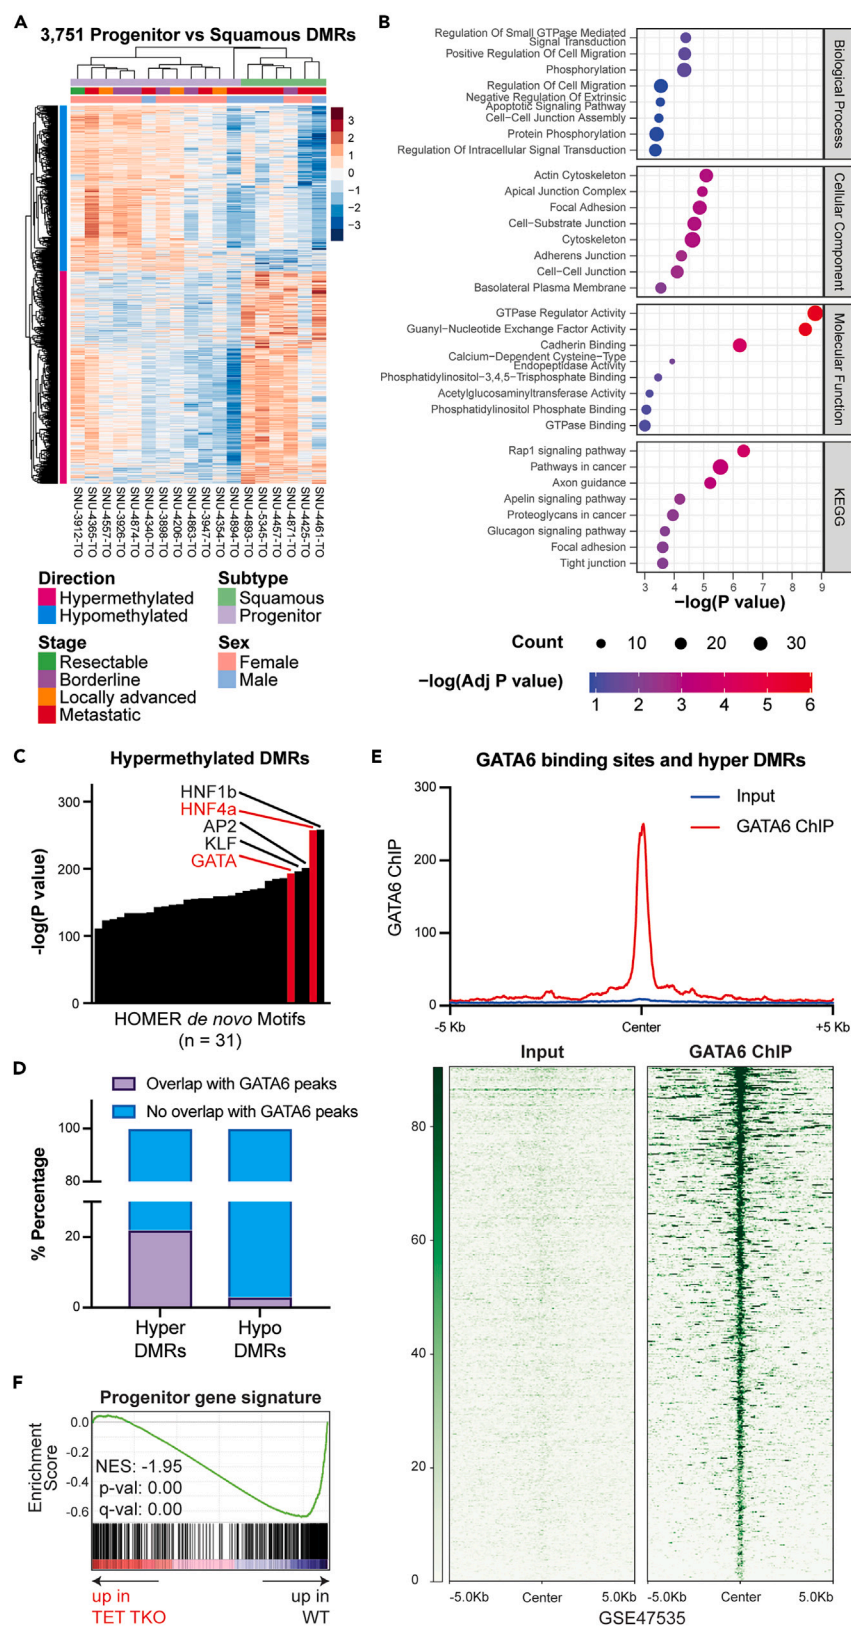 A
3,751 Progenitor vs Squamous DMRs
3
2
1
0
−1
−2
−3
SNU-3912-TO
SNU-4365-TO
SNU-4557-TO
SNU-3926-TO
SNU-4874-TO
SNU-4340-TO
SNU-3898-TO
SNU-4206-TO
SNU-4863-TO
SNU-3947-TO
SNU-4354-TO
SNU-4894-TO
SNU-4893-TO
SNU-5345-TO
SNU-4457-TO
SNU-4871-TO
SNU-4425-TO
SNU-4461-TO
Direction
Hypermethylated
Hypomethylated
Subtype
Squamous
Progenitor
Stage
Resectable
Borderline
Locally advanced
Metastatic
Sex
Female
Male
B
Regulation Of Small GTPase Mediated
Signal Transduction
Positive Regulation Of Cell Migration
Phosphorylation
Regulation Of Cell Migration
Negative Regulation Of Extrinsic
Apoptotic Signaling Pathway
Cell−Cell Junction Assembly
Protein Phosphorylation
Regulation Of Intracellular Signal Transduction
Biological Process
Actin Cytoskeleton
Apical Junction Complex
Focal Adhesion
Cell−Substrate Junction
Cytoskeleton
Adherens Junction
Cell−Cell Junction
Basolateral Plasma Membrane
Cellular Component
GTPase Regulator Activity
Guanyl−Nucleotide Exchange Factor Activity
Cadherin Binding
Calcium−Dependent Cysteine−Type
Endopeptidase Activity
Phosphatidylinositol−3,4,5−Trisphosphate Binding
Acetylglucosaminyltransferase Activity
Phosphatidylinositol Phosphate Binding
GTPase Binding
Molecular Function
Rap1 signaling pathway
Pathways in cancer
Axon guidance
Apelin signaling pathway
Proteoglycans in cancer
Glucagon signaling pathway
Focal adhesion
Tight junction
KEGG
3 4 5 6 7 8 9
−log(P value)
Count 10 20 30
−log(Adj P value)
1 2 3 4 5 6
C
Hypermethylated DMRs
HNF1b
HNF4a
AP2
KLF
GATA
300
200
100
0
-log(P value)
HOMER de novo Motifs
(n = 31)
D
Overlap with GATA6 peaks
No overlap with GATA6 peaks
100
80
20
0
% Percentage
Hyper
DMRs
Hypo
DMRs
E
GATA6 binding sites and hyper DMRs
Input
GATA6 ChIP
300
200
100
0
GATA6 ChIP
-5 Kb Center +5 Kb
Input
GATA6 ChIP
80
60
40
20
0
-5.0Kb Center 5.0Kb
-5.0Kb Center 5.0Kb
GSE47535
F
Progenitor gene signature
0.0
-0.2
-0.4
-0.6
Enrichment
Score
NES: -1.95
p-val: 0.00
q-val: 0.00
up in
TET TKO
up in
WT